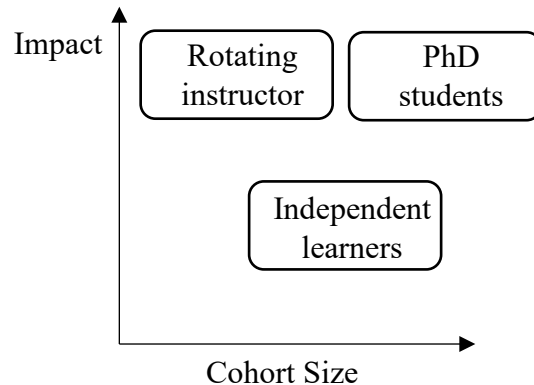 Impact
Rotating
instructor
PhD
students
Independent
learners
Cohort Size